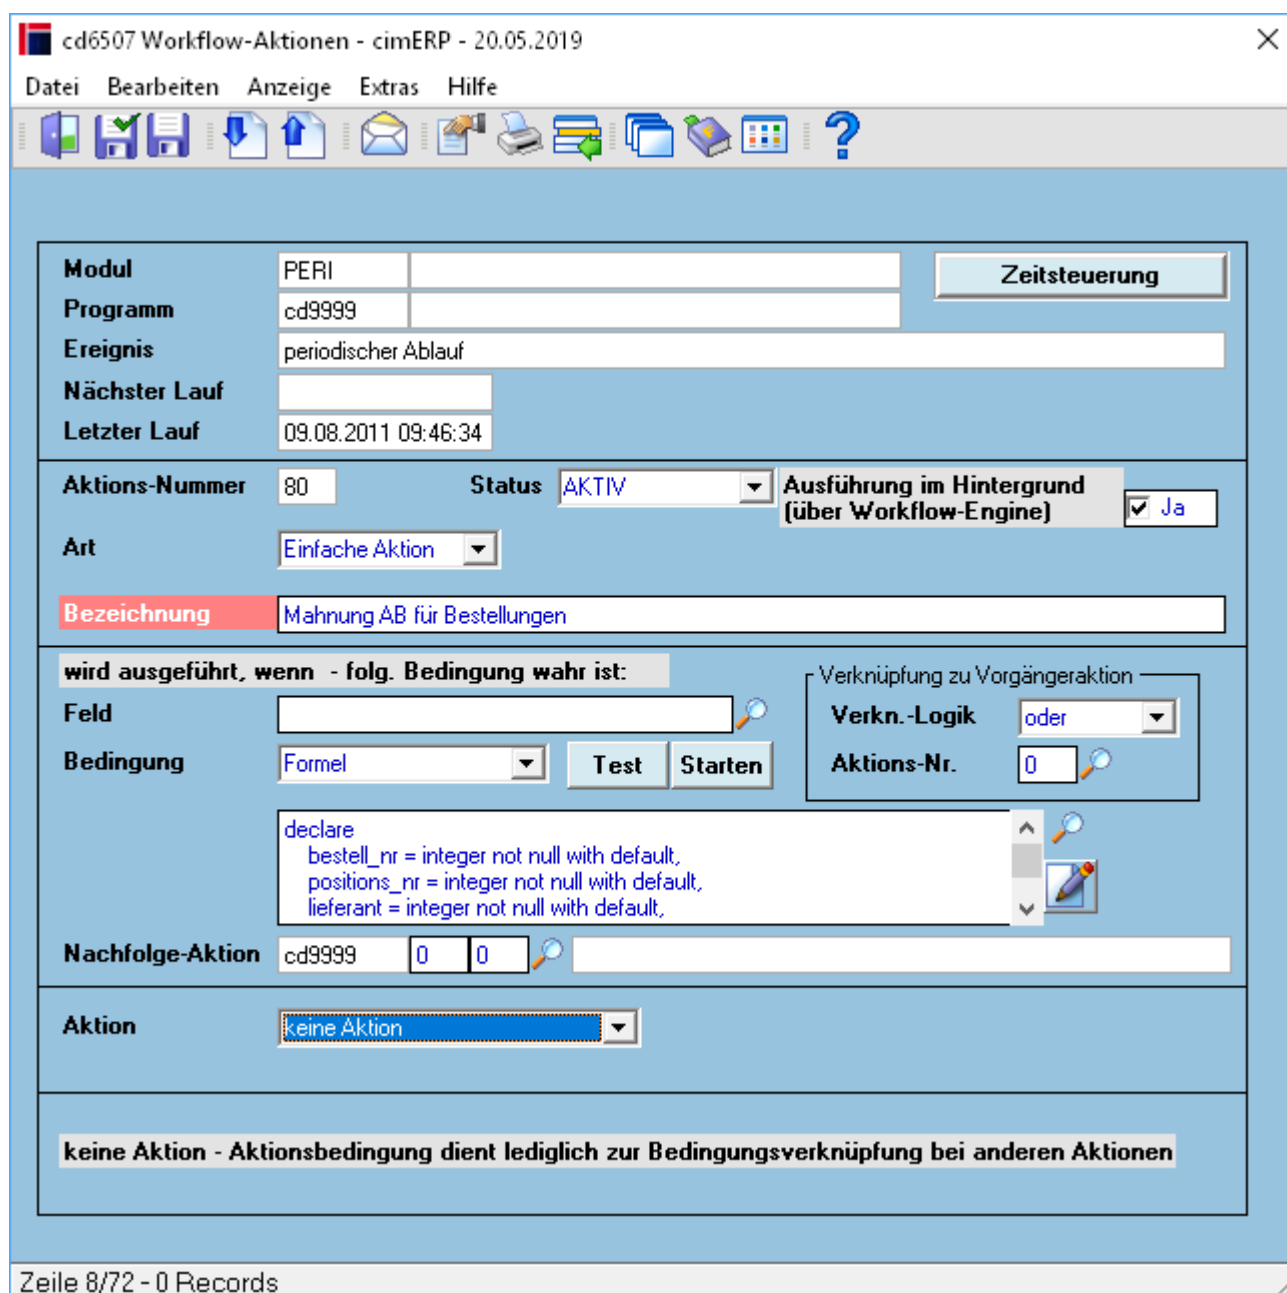 cd6507 Workflow-Aktionen - cimERP - 20.05.2019
Datei Bearbeiten Anzeige Extras Hilfe
Modul PERI Zeitsteuerung
Programm cd9999
Ereignis periodischer Ablauf
Nächster Lauf
Letzter Lauf 09.08.2011 09:46:34
Aktions-Nummer 80 Status AKTIV Ausführung im Hintergrund
(über Workflow-Engine) Ja
Art Einfache Aktion
Bezeichnung Mahnung AB für Bestellungen
wird ausgeführt, wenn - folg. Bedingung wahr ist: Verknüpfung zu Vorgängeraktion
Feld Verkn.-Logik oder
Bedingung Formel Test Starten Aktions-Nr. 0
declare
bestell_nr = integer not null with default,
positions_nr = integer not null with default,
lieferant = integer not null with default,
Nachfolge-Aktion cd9999 0 0
Aktion keine Aktion
keine Aktion - Aktionsbedingung dient lediglich zur Bedingungsverknüpfung bei anderen Aktionen
Zeile 8/72 - 0 Records